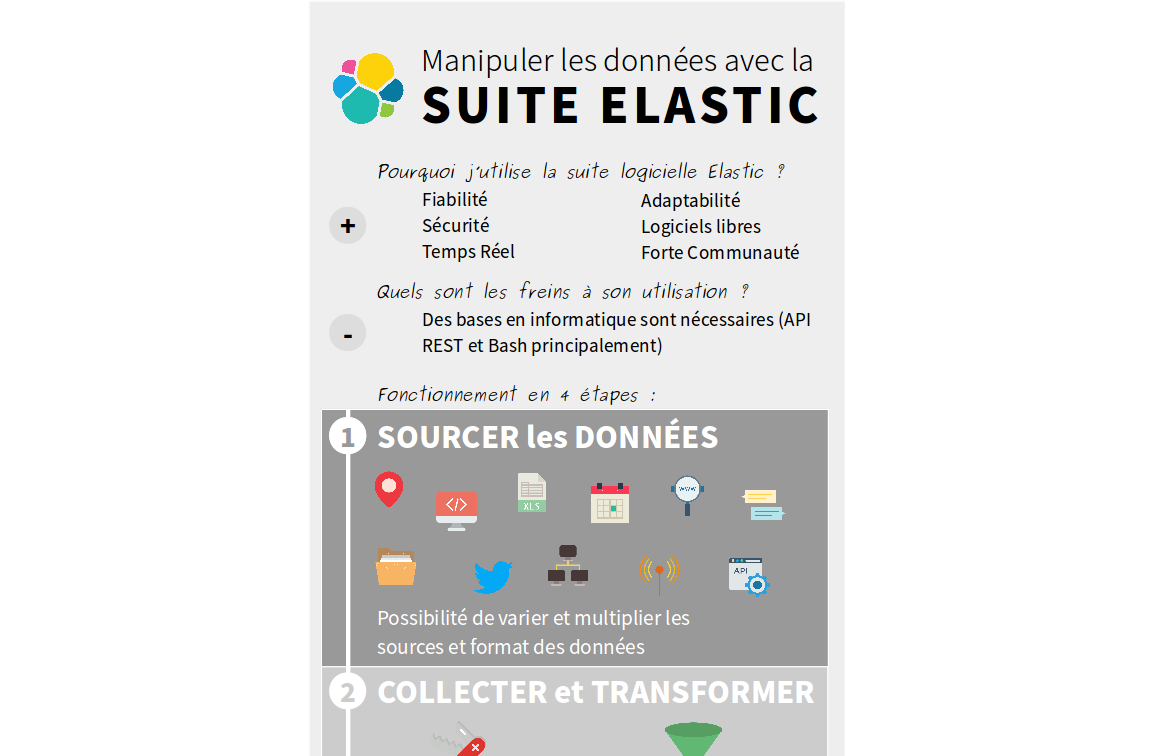 Manipuler les données avec la
SUITE ELASTIC
Pourquoi j'utilise la suite logicielle Elastic ?
+
Fiabilité
Sécurité
Temps Réel
Adaptabilité
Logiciels libres
Forte Communauté
Quels sont les freins à son utilisation ?
-
Des bases en informatique sont nécessaires (API
REST et Bash principalement)
Fonctionnement en 4 étapes :
1 SOURCER les DONNÉES
</>
XLS
www
API
Possibilité de varier et multiplier les
sources et format des données
2 COLLECTER et TRANSFORMER